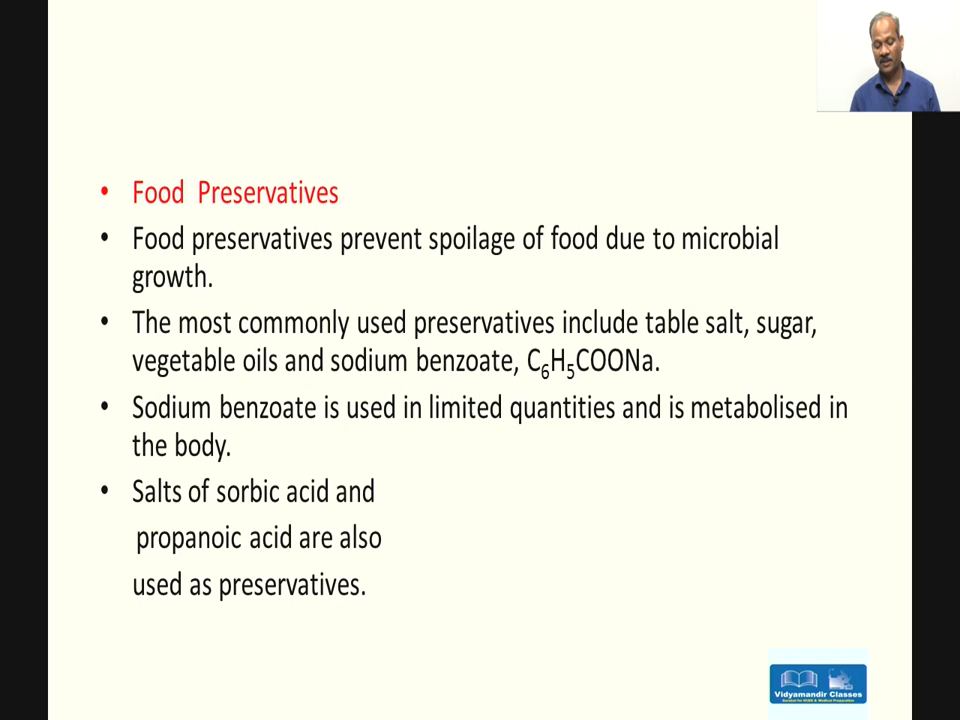 • Food Preservatives
• Food preservatives prevent spoilage of food due to microbial
growth.
• The most commonly used preservatives include table salt, sugar,
vegetable oils and sodium benzoate, C₆H₅COONa.
• Sodium benzoate is used in limited quantities and is metabolised in
the body.
• Salts of sorbic acid and
propanoic acid are also
used as preservatives.
Vidyamandir Classes